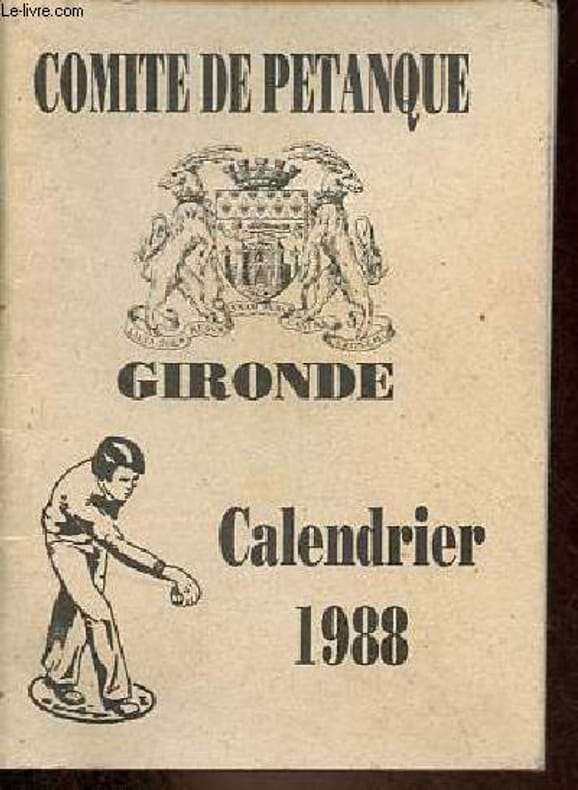 Le-livre.com
COMITE DE PETANQUE
GIRONDE
Calendrier
1988